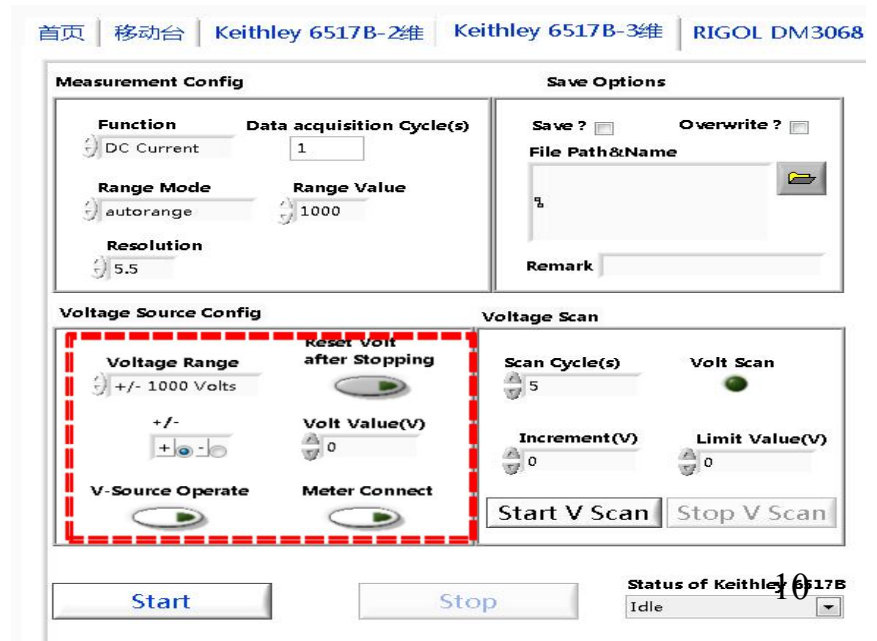 首页 移动台 Keithley 6517B-2维 Keithley 6517B-3维 RIGOL DM3068
Measurement Config
Function Data acquisition Cycle(s)
DC Current 1
Range Mode Range Value
autorange 1000
Resolution
5.5
Save Options
Save ? Overwrite ?
File Path&Name
Remark
Voltage Source Config
Reset Volt
Voltage Range after Stopping
+/- 1000 Volts
+/- Volt Value(V)
+ - 0
V-Source Operate Meter Connect
Voltage Scan
Scan Cycle(s) Volt Scan
5
Increment(V) Limit Value(V)
0 0
Start V Scan Stop V Scan
Start Stop
Status of Keithley 6517B
Idle
10